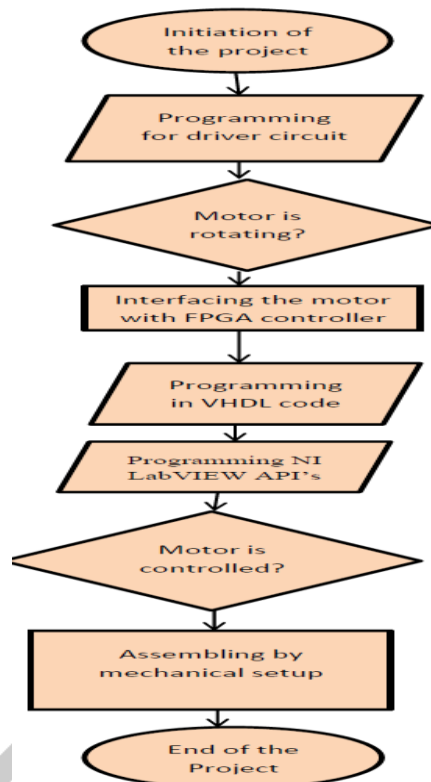 Initiation of
the project
Programming
for driver circuit
Motor is
rotating?
Interfacing the motor
with FPGA controller
Programming
in VHDL code
Programming NI
LabVIEW API's
Motor is
controlled?
Assembling by
mechanical setup
End of the
Project